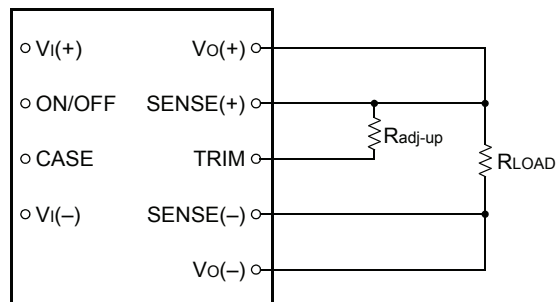 VI(+) VO(+)
ON/OFF SENSE(+)
Radj-up
CASE TRIM RLOAD
VI(–) SENSE(–)
VO(–)